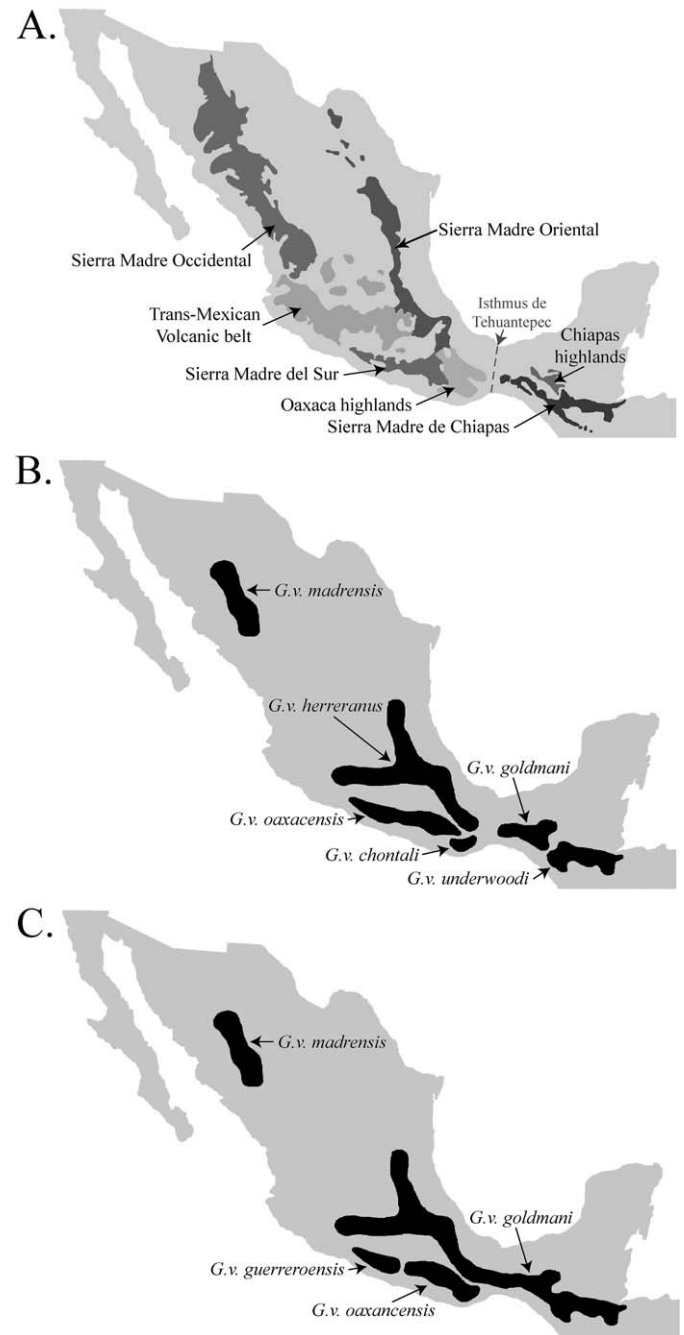 A.
Sierra Madre Occidental
Sierra Madre Oriental
Trans-Mexican
Volcanic belt
Isthmus de
Tehuantepec
Chiapas
highlands
Sierra Madre del Sur
Oaxaca highlands
Sierra Madre de Chiapas
B.
G.v. madrensis
G.v. herreranus
G.v. goldmani
G.v. oaxacensis
G.v. chontali
G.v. underwoodi
C.
G.v. madrensis
G.v. goldmani
G.v. guerreroensis
G.v. oaxancensis